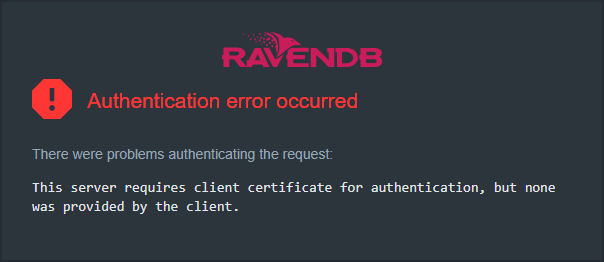 RAVENDB
Authentication error occurred
There were problems authenticating the request:
This server requires client certificate for authentication, but none
was provided by the client.